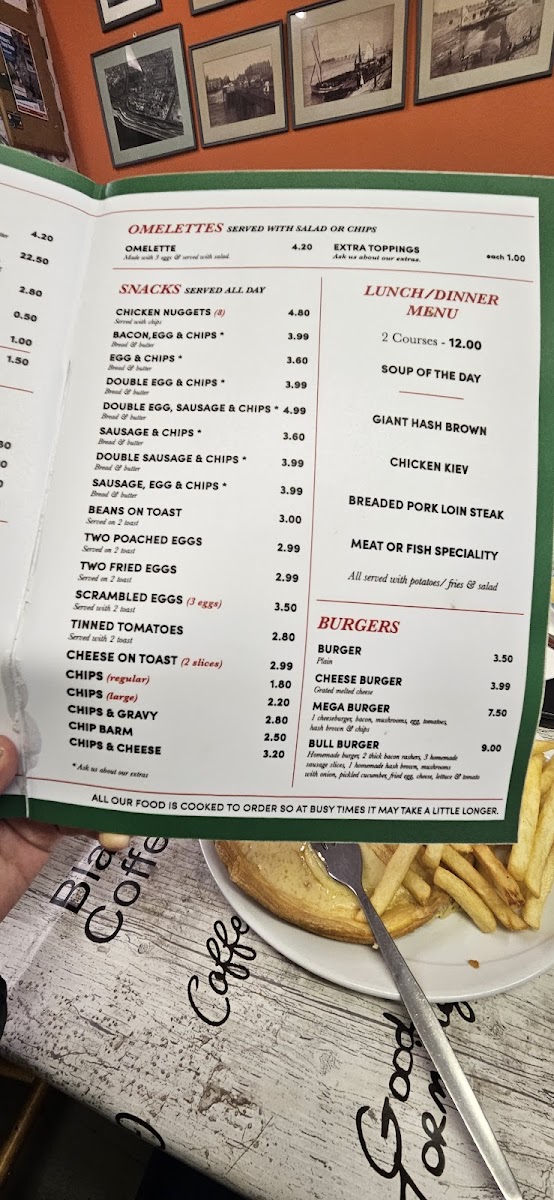 4.20
22.50
2.80
0.50
1.00
1.50
OMELETTES SERVED WITH SALAD OR CHIPS
OMELETTE 4.20
Made with 3 eggs & served with salad.
EXTRA TOPPINGS each 1.00
Ask us about our extras.
SNACKS SERVED ALL DAY
CHICKEN NUGGETS (8) 4.80
Served with chips
BACON,EGG & CHIPS * 3.99
Bread & butter
EGG & CHIPS * 3.60
Bread & butter
DOUBLE EGG & CHIPS * 3.99
Bread & butter
DOUBLE EGG, SAUSAGE & CHIPS * 4.99
Bread & butter
SAUSAGE & CHIPS * 3.60
Bread & butter
DOUBLE SAUSAGE & CHIPS * 3.99
Bread & butter
SAUSAGE, EGG & CHIPS * 3.99
Bread & butter
BEANS ON TOAST 3.00
Served on 2 toast
TWO POACHED EGGS 2.99
Served on 2 toast
TWO FRIED EGGS 2.99
Served on 2 toast
SCRAMBLED EGGS (3 eggs) 3.50
Served with 2 toast
TINNED TOMATOES 2.80
Served with 2 toast
CHEESE ON TOAST (2 slices) 2.99
CHIPS (regular) 1.80
CHIPS (large) 2.20
CHIPS & GRAVY 2.80
CHIP BARM 2.50
CHIPS & CHEESE 3.20
* Ask us about our extras
LUNCH/DINNER
MENU
2 Courses - 12.00
SOUP OF THE DAY
GIANT HASH BROWN
CHICKEN KIEV
BREADED PORK LOIN STEAK
MEAT OR FISH SPECIALITY
All served with potatoes/ fries & salad
BURGERS
BURGER 3.50
Plain
CHEESE BURGER 3.99
Grated melted cheese
MEGA BURGER 7.50
1 cheeseburger, bacon, mushrooms, egg, tomatoes,
hash brown & chips
BULL BURGER 9.00
Homemade burger, 2 thick bacon rashers, 3 homemade
sausage slices, 1 homemade hash brown, mushrooms
with onion, pickled cucumber, fried egg, cheese, lettuce & tomato
ALL OUR FOOD IS COOKED TO ORDER SO AT BUSY TIMES IT MAY TAKE A LITTLE LONGER.
Coffe
Caffe
Good